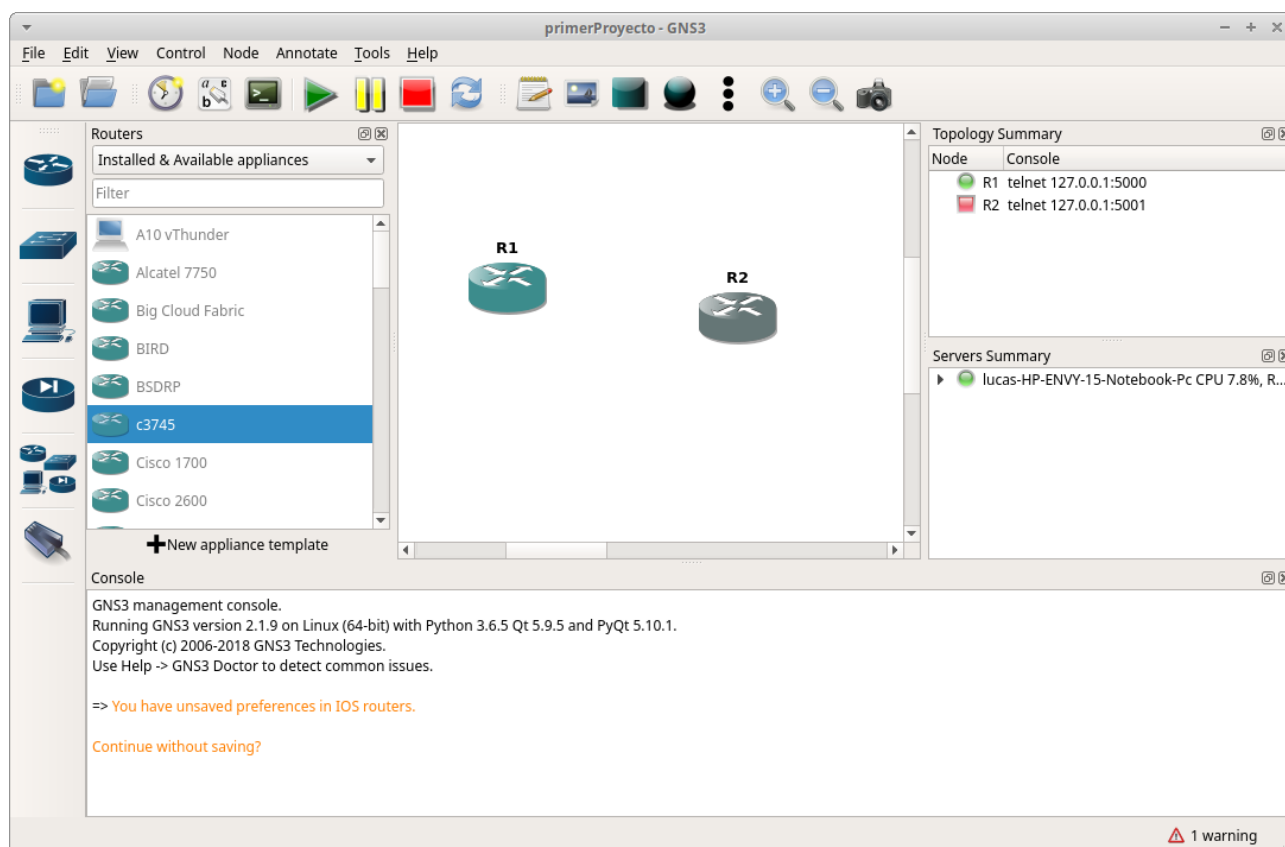 primerProyecto - GNS3
File Edit View Control Node Annotate Tools Help
Routers
Installed & Available appliances
Filter
A10 vThunder
Alcatel 7750
Big Cloud Fabric
BIRD
BSDRP
c3745
Cisco 1700
Cisco 2600
New appliance template
R1
R2
Topology Summary
Node Console
R1 telnet 127.0.0.1:5000
R2 telnet 127.0.0.1:5001
Servers Summary
lucas-HP-ENVY-15-Notebook-Pc CPU 7.8%, R...
Console
GNS3 management console.
Running GNS3 version 2.1.9 on Linux (64-bit) with Python 3.6.5 Qt 5.9.5 and PyQt 5.10.1.
Copyright (c) 2006-2018 GNS3 Technologies.
Use Help -> GNS3 Doctor to detect common issues.
=> You have unsaved preferences in IOS routers.
Continue without saving?
1 warning